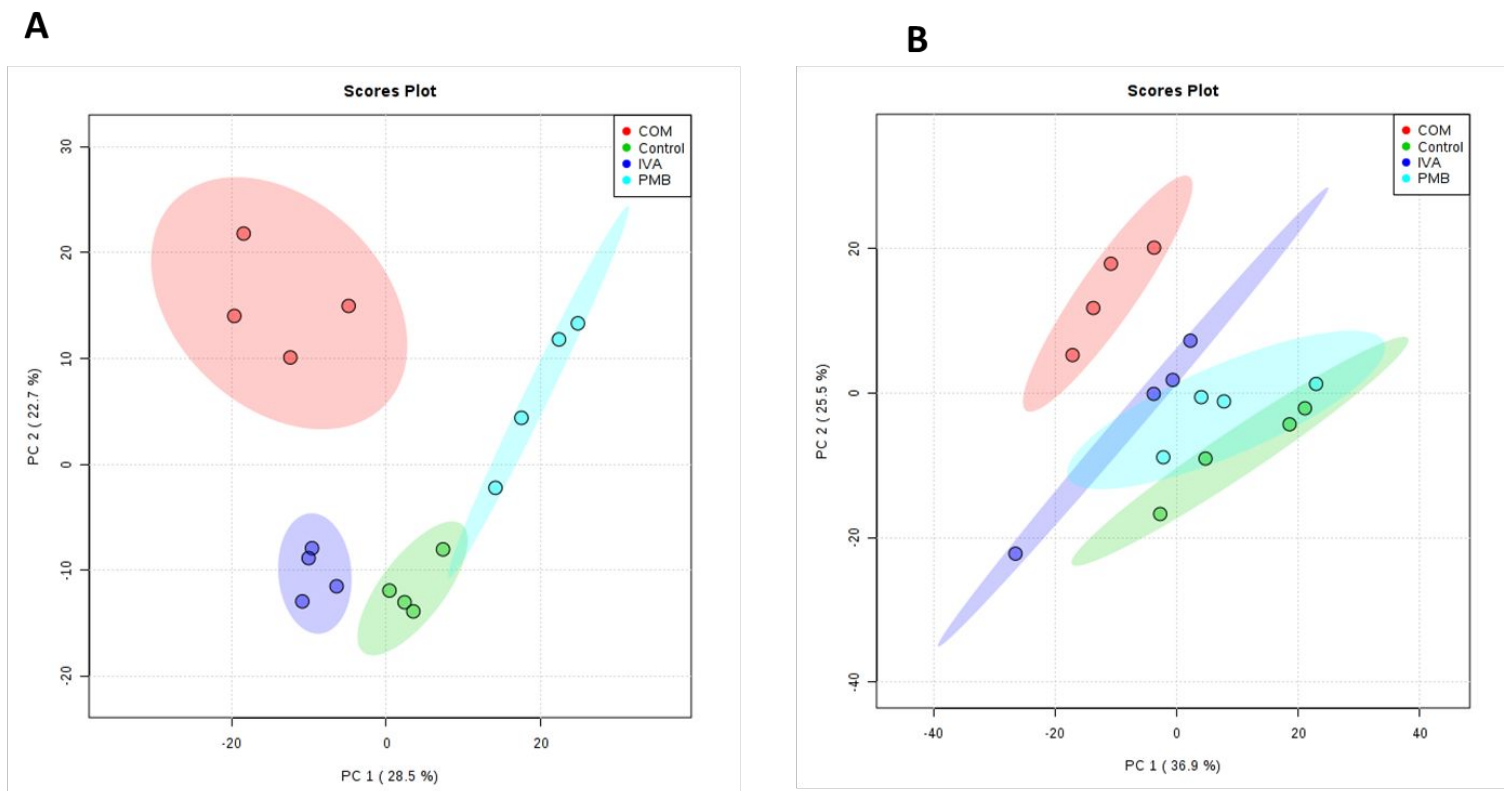 A
Scores Plot
COM
Control
IVA
PMB
30
20
10
0
-10
-20
PC 2 ( 22.7 %)
-20 0 20
PC 1 ( 28.5 %)
B
Scores Plot
COM
Control
IVA
PMB
20
0
-20
-40
PC 2 ( 25.5 %)
-40 -20 0 20 40
PC 1 ( 36.9 %)